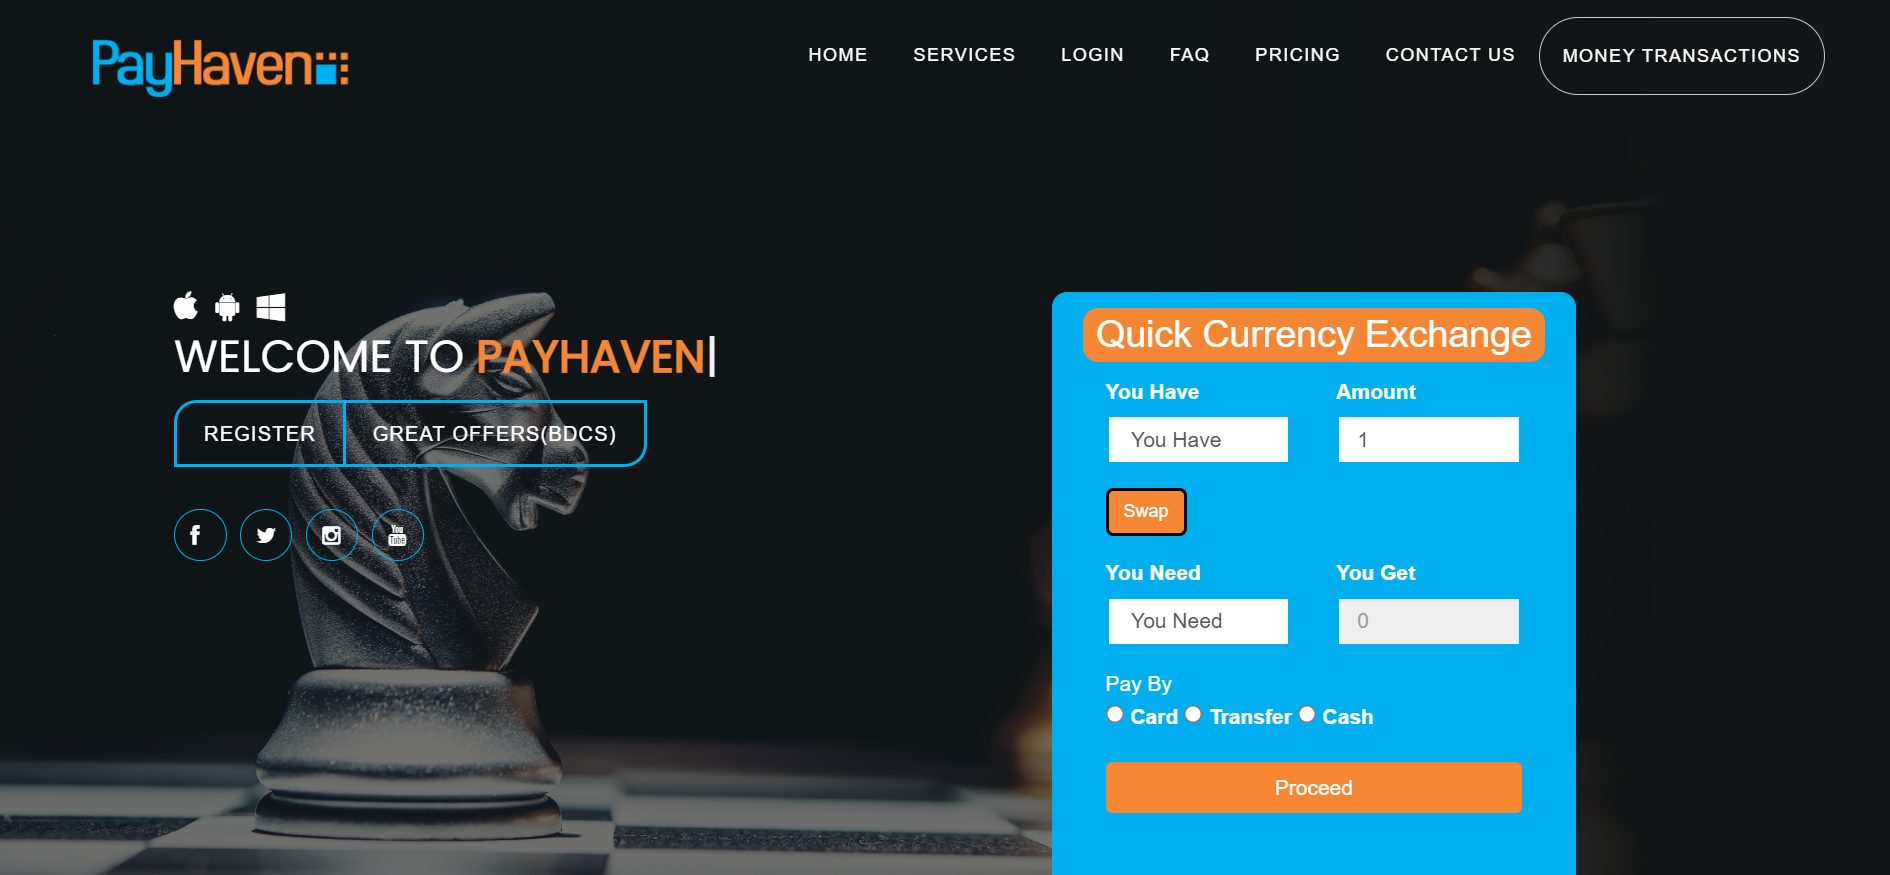 PayHaven
HOME SERVICES LOGIN FAQ PRICING CONTACT US MONEY TRANSACTIONS
WELCOME TO PAYHAVEN|
REGISTER GREAT OFFERS(BDCS)
You Tube
Quick Currency Exchange
You Have Amount
You Have 1
Swap
You Need You Get
You Need 0
Pay By
Card Transfer Cash
Proceed